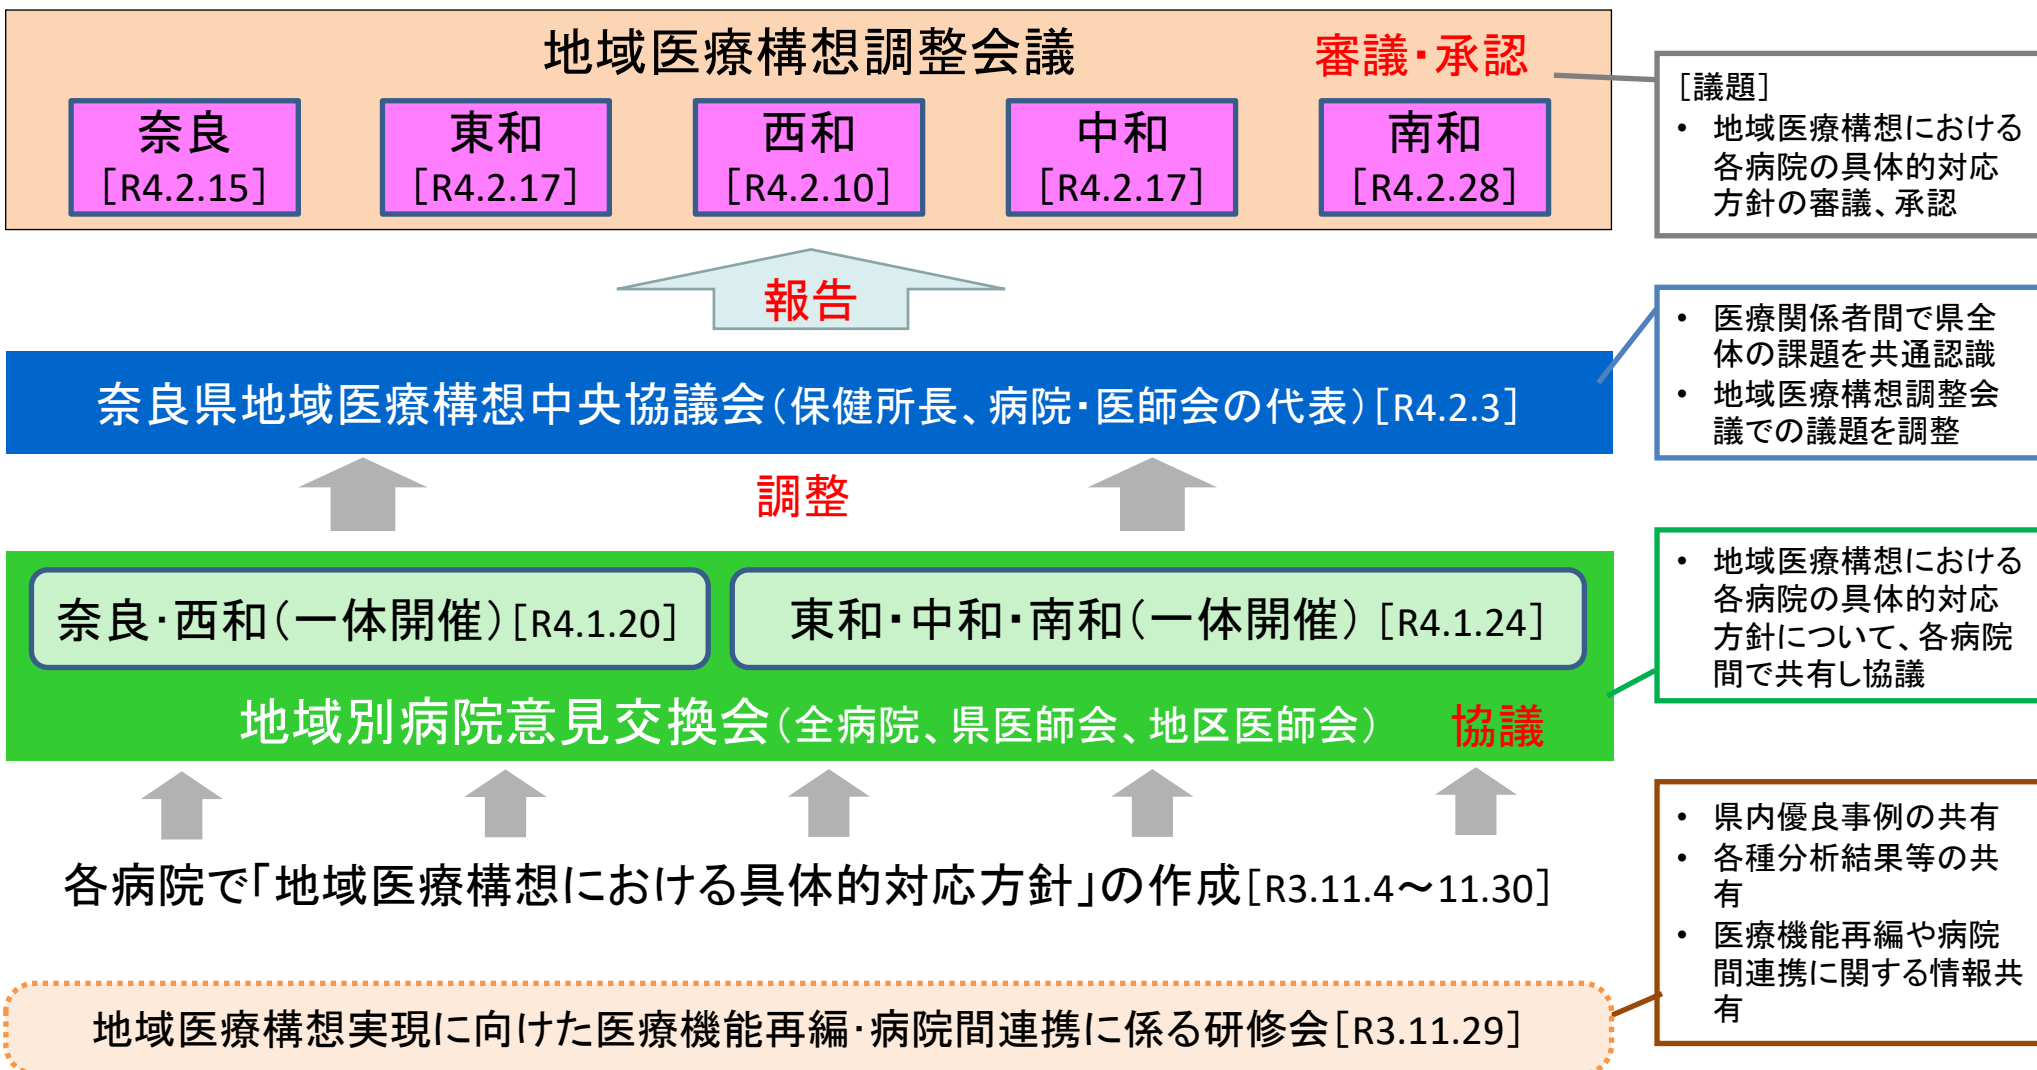 地域医療構想調整会議 審議・承認
奈良
[R4.2.15]
東和
[R4.2.17]
西和
[R4.2.10]
中和
[R4.2.17]
南和
[R4.2.28]
[議題]
• 地域医療構想における
各病院の具体的対応
方針の審議、承認
報告
奈良県地域医療構想中央協議会（保健所長、病院・医師会の代表）[R4.2.3]
• 医療関係者間で県全
体の課題を共通認識
• 地域医療構想調整会
議での議題を調整
調整
奈良・西和（一体開催）[R4.1.20]
東和・中和・南和（一体開催）[R4.1.24]
地域別病院意見交換会（全病院、県医師会、地区医師会） 協議
• 地域医療構想における
各病院の具体的対応
方針について、各病院
間で共有し協議
各病院で「地域医療構想における具体的対応方針」の作成[R3.11.4～11.30]
地域医療構想実現に向けた医療機能再編・病院間連携に係る研修会[R3.11.29]
• 県内優良事例の共有
• 各種分析結果等の共
有
• 医療機能再編や病院
間連携に関する情報共
有